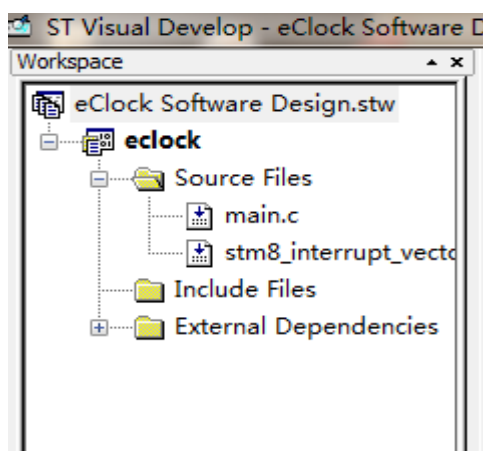 ST Visual Develop - eClock Software D
Workspace
eClock Software Design.stw
eclock
Source Files
main.c
stm8_interrupt_vecto
Include Files
External Dependencies